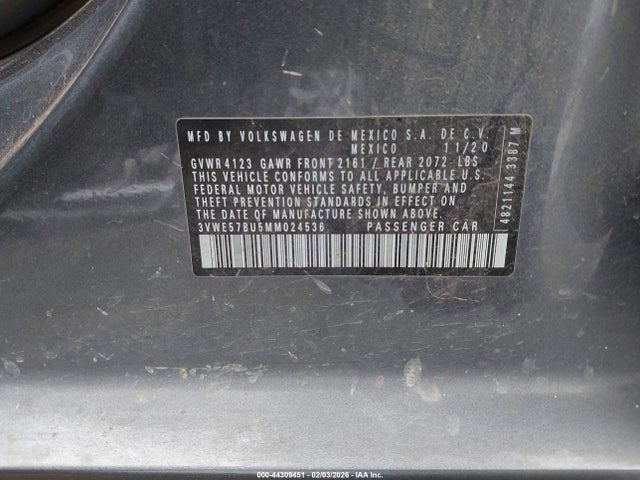 MFD BY VOLKSWAGEN DE MEXICO S.A. DE C.V.
MEXICO 11/20
GVWR 4123 GAWR FRONT 2161 / REAR 2072 LBS
THIS VEHICLE CONFORMS TO ALL APPLICABLE U.S.
FEDERAL MOTOR VEHICLE SAFETY, BUMPER AND
THEFT PREVENTION STANDARDS IN EFFECT ON
THE DATE OF MANUFACTURE SHOWN ABOVE.
3VWE57BU5MM024536 PASSENGER CAR
4821144 3387 M
000-44309451 - 02/03/2026 - IAA Inc.